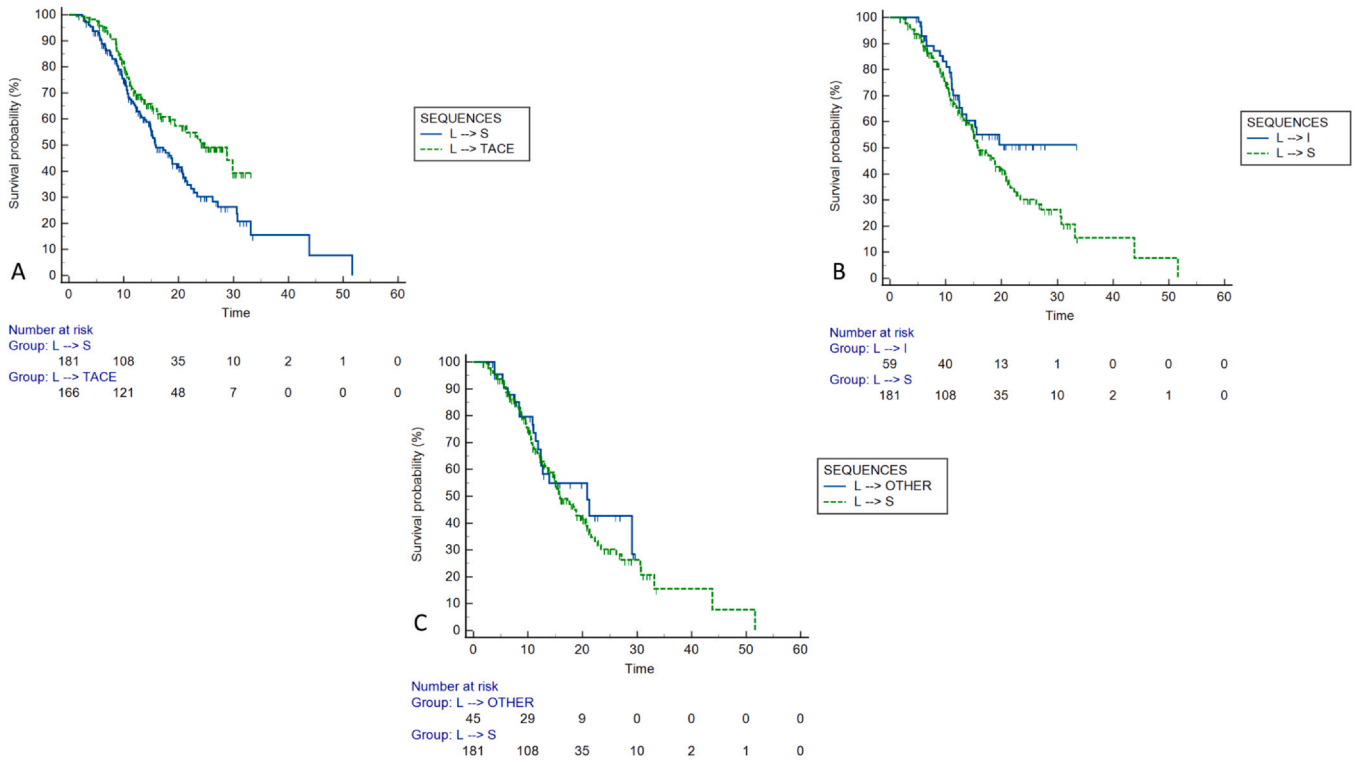 100
90
80
70
60
50
40
30
20
10
0
Survival probability (%)
0 10 20 30 40 50 60
Time
A
SEQUENCES
L --> S
L --> TACE
Number at risk
Group: L --> S
181 108 35 10 2 1 0
Group: L --> TACE
166 121 48 7 0 0 0
100
90
80
70
60
50
40
30
20
10
0
Survival probability (%)
0 10 20 30 40 50 60
Time
B
SEQUENCES
L --> I
L --> S
Number at risk
Group: L --> I
59 40 13 1 0 0 0
Group: L --> S
181 108 35 10 2 1 0
100
90
80
70
60
50
40
30
20
10
0
Survival probability (%)
0 10 20 30 40 50 60
Time
C
SEQUENCES
L --> OTHER
L --> S
Number at risk
Group: L --> OTHER
45 29 9 0 0 0 0
Group: L --> S
181 108 35 10 2 1 0